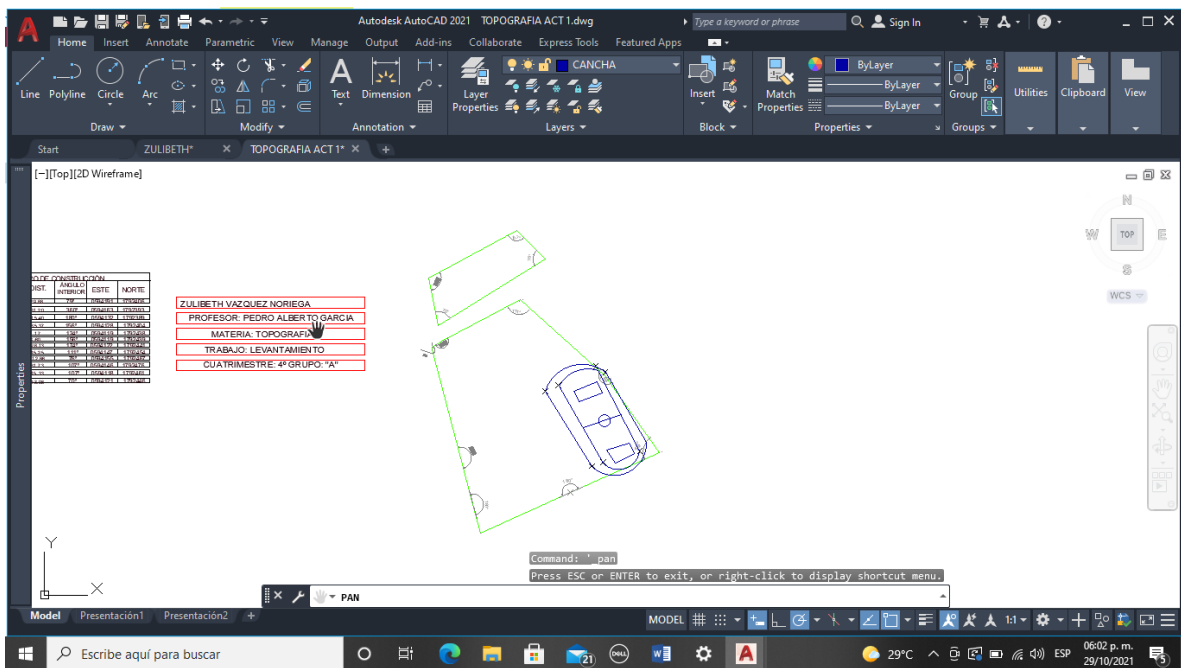 Autodesk AutoCAD 2021 TOPOGRAFIA ACT 1.dwg
Type a keyword or phrase
Sign In
Home Insert Annotate Parametric View Manage Output Add-ins Collaborate Express Tools Featured Apps
CANCHA
ByLayer
ByLayer
ByLayer
Line Polyline Circle Arc
Text Dimension
Layer Properties
Insert
Match Properties
Group
Utilities Clipboard View
Draw Modify Annotation Layers Block Properties Groups
Start ZULIBETH* TOPOGRAFIA ACT 1* +
[−][Top][2D Wireframe]
N
W TOP E
S
WCS
O DE CONSTRUCCIÓN
DIST. ÁNGULO INTERIOR ESTE NORTE
ZULIBETH VAZQUEZ NORIEGA
PROFESOR: PEDRO ALBERTO GARCIA
MATERIA: TOPOGRAFIA
TRABAJO: LEVANTAMIENTO
CUATRIMESTRE: 4º GRUPO: "A"
Properties
Y
X
Command: '_pan
Press ESC or ENTER to exit, or right-click to display shortcut menu.
PAN
Model Presentación1 Presentación2 +
MODEL 1:1
Escribe aquí para buscar
21
DELL
29°C
ESP
06:02 p. m.
29/10/2021
5